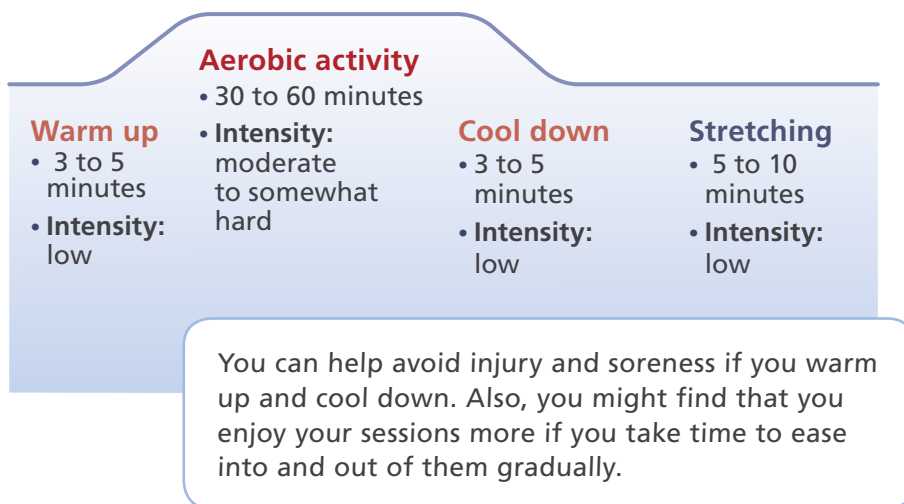 Aerobic activity
• 30 to 60 minutes
• Intensity:
moderate
to somewhat
hard
Warm up
• 3 to 5
minutes
• Intensity:
low
Cool down
• 3 to 5
minutes
• Intensity:
low
Stretching
• 5 to 10
minutes
• Intensity:
low
You can help avoid injury and soreness if you warm
up and cool down. Also, you might find that you
enjoy your sessions more if you take time to ease
into and out of them gradually.